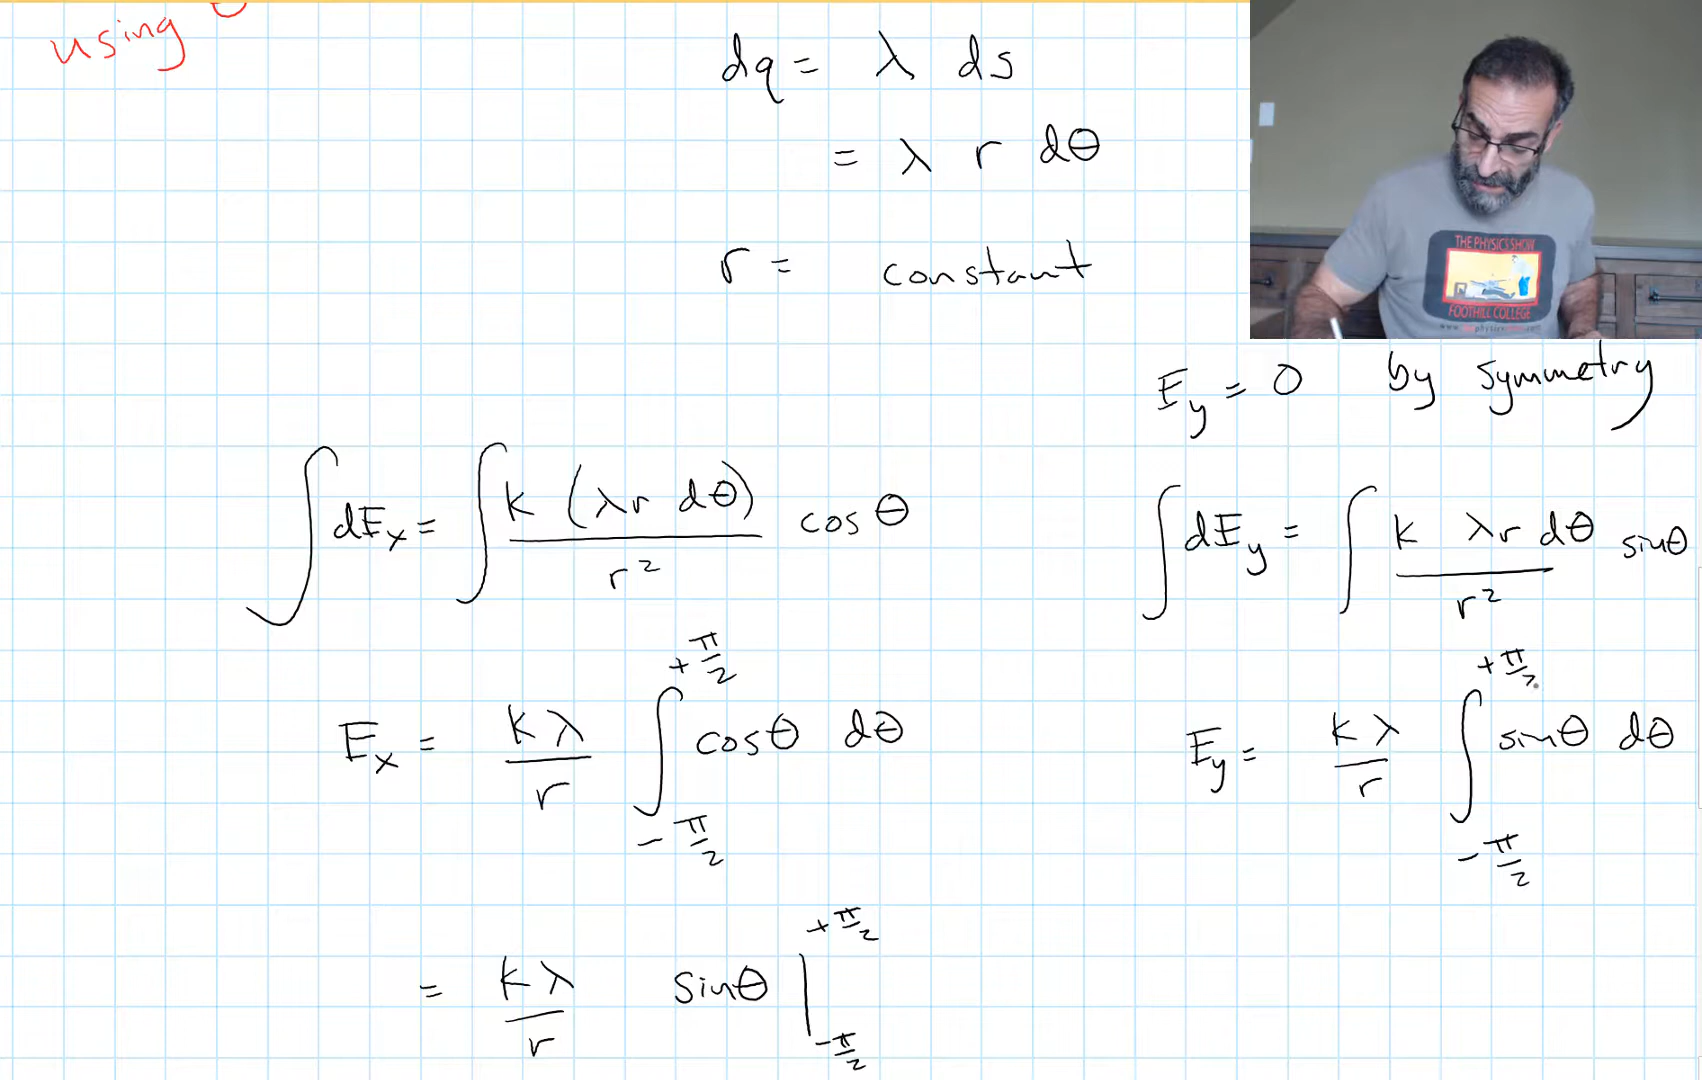 using
dq = λ ds
= λ r dθ
r = constant
THE PHYSICS SHOW
FOOTHILL COLLEGE
E_y = 0 by symmetry
∫ dE_x = ∫ k (λr dθ) / r² cos θ
∫ dE_y = ∫ k λr dθ / r² sinθ
E_x = kλ/r ∫_{-π/2}^{+π/2} cosθ dθ
E_y = kλ/r ∫_{-π/2}^{+π/2} sinθ dθ
= kλ/r sinθ |_{-π/2}^{+π/2}